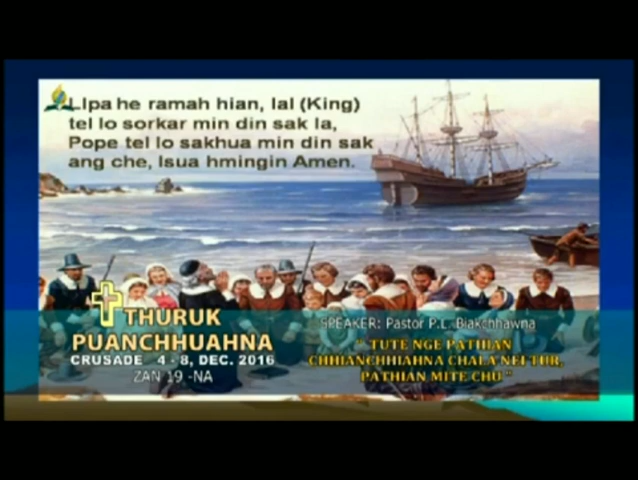 LIpa he ramah hian, lal (King)
tel lo sorkar min din sak la,
Pope tel lo sakhua min din sak
ang che, Isua hmingin Amen.
THURUK
PUANCHHUAHNA
CRUSADE 4 - 8, DEC. 2016
ZAN 19 -NA
SPEAKER: Pastor P.L. Biakchhawna
" TUTE NGE PATHIAN
CHHIANCHHIAHNA CHALA NEI TUR,
PATHIAN MITE CHU "